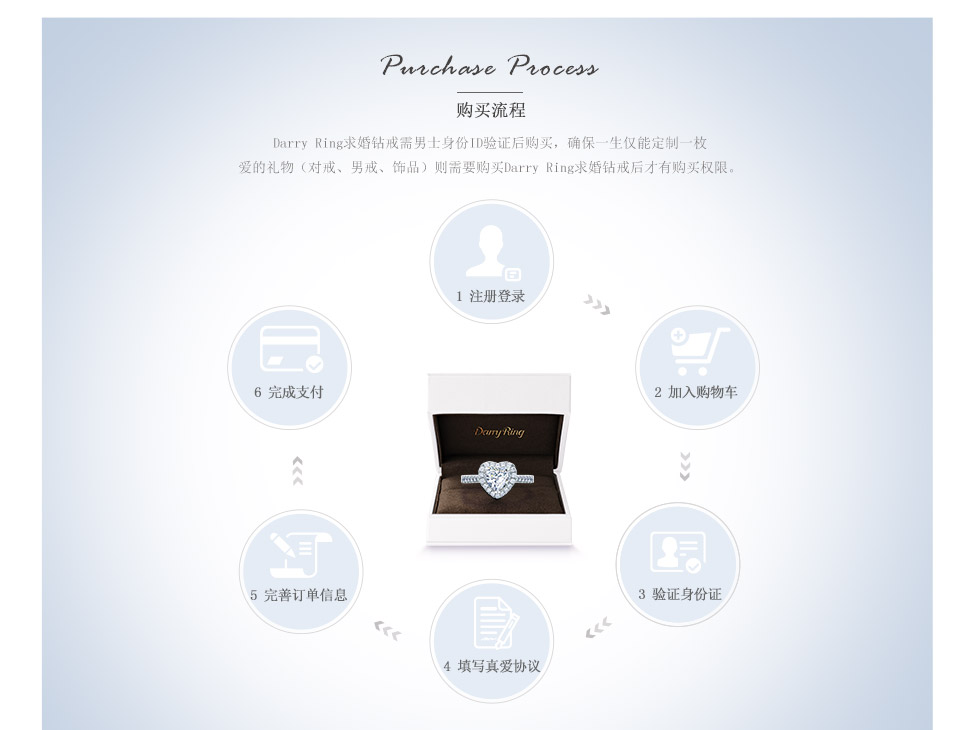 Purchase Process
购买流程
Darry Ring求婚钻戒需男士身份ID验证后购买，确保一生仅能定制一枚
爱的礼物（对戒、男戒、饰品）则需要购买Darry Ring求婚钻戒后才有购买权限。
1 注册登录
2 加入购物车
3 验证身份证
4 填写真爱协议
5 完善订单信息
6 完成支付
Darry Ring